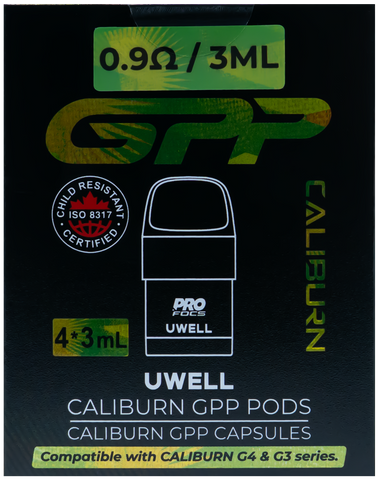 0.9Ω / 3ML
GPP
CALIBURN
CHILD RESISTANT
ISO 8317
CERTIFIED
PRO
FOCS
UWELL
4*3mL
UWELL
CALIBURN GPP PODS
CALIBURN GPP CAPSULES
Compatible with CALIBURN G4 & G3 series.